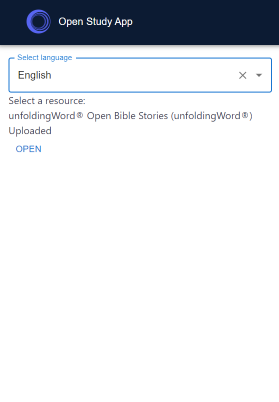 Open Study App
Select language
English
Select a resource:
unfoldingWord® Open Bible Stories (unfoldingWord®)
Uploaded
OPEN